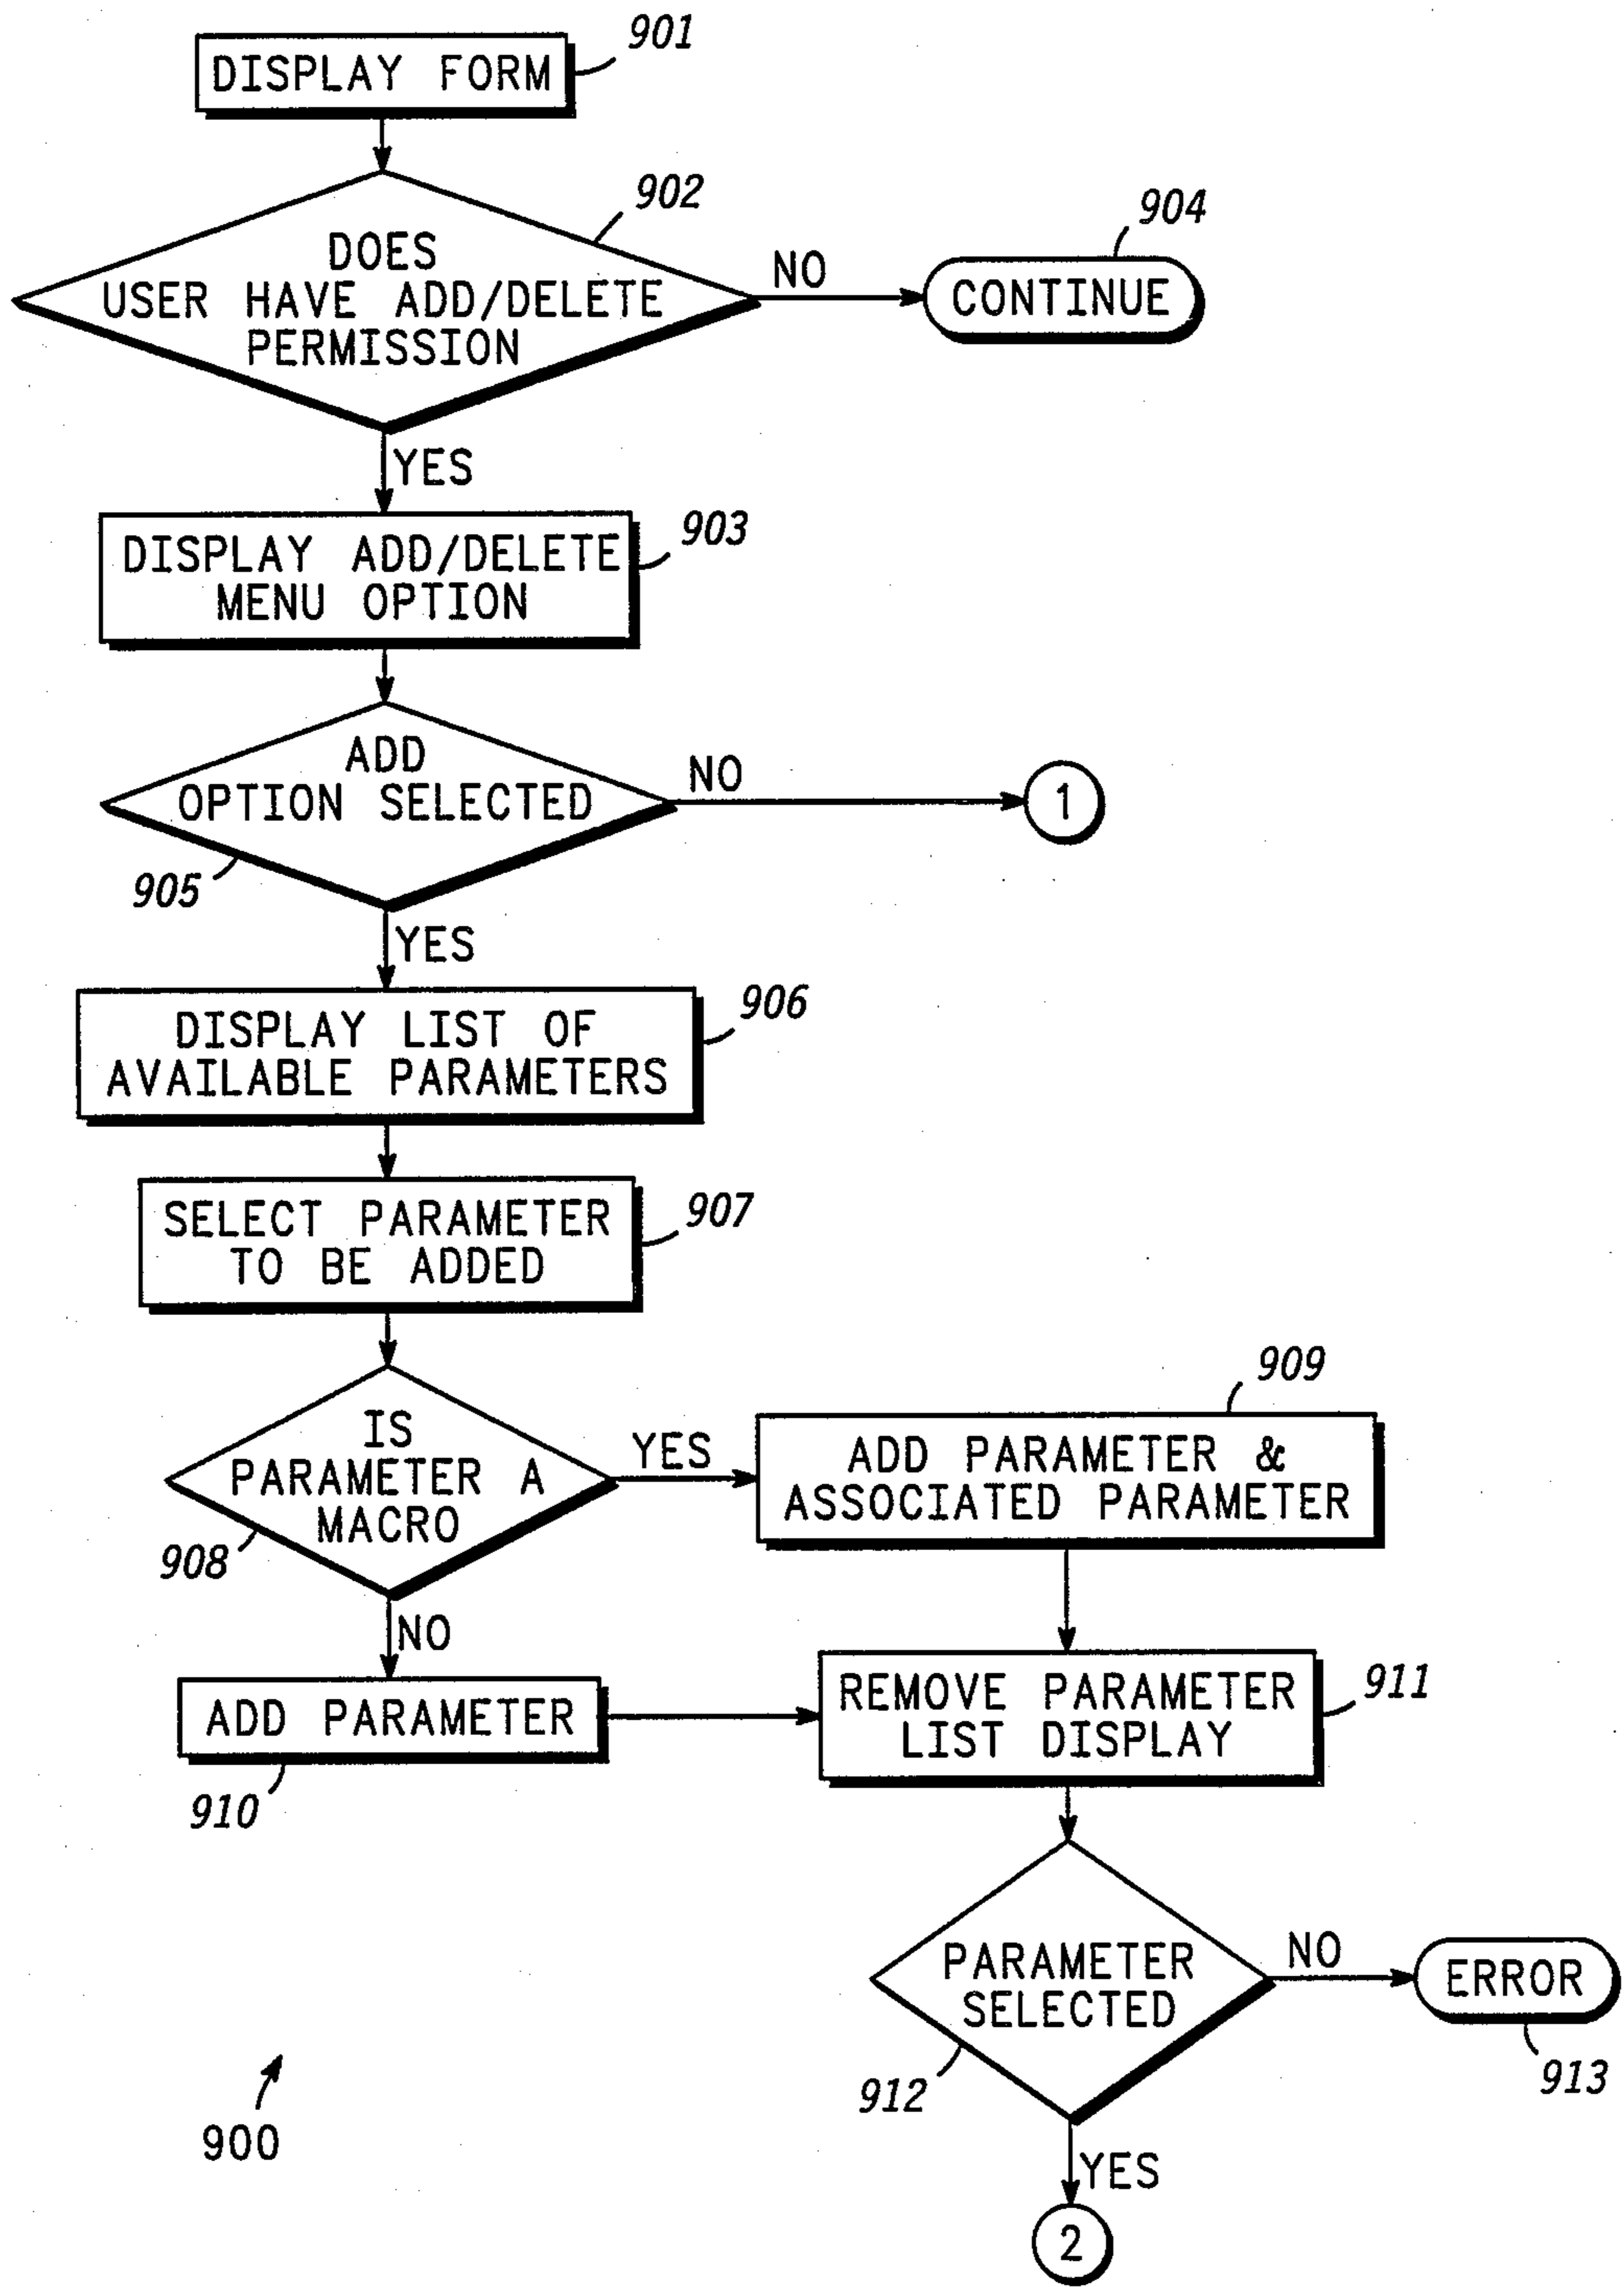 901
DISPLAY FORM
902
DOES
USER HAVE ADD/DELETE
PERMISSION
NO
904
CONTINUE
YES
903
DISPLAY ADD/DELETE
MENU OPTION
ADD
OPTION SELECTED
NO
1
905
YES
906
DISPLAY LIST OF
AVAILABLE PARAMETERS
907
SELECT PARAMETER
TO BE ADDED
IS
PARAMETER A
MACRO
908
YES
909
ADD PARAMETER &
ASSOCIATED PARAMETER
NO
ADD PARAMETER
910
REMOVE PARAMETER
LIST DISPLAY
911
PARAMETER
SELECTED
912
NO
ERROR
913
YES
2
900